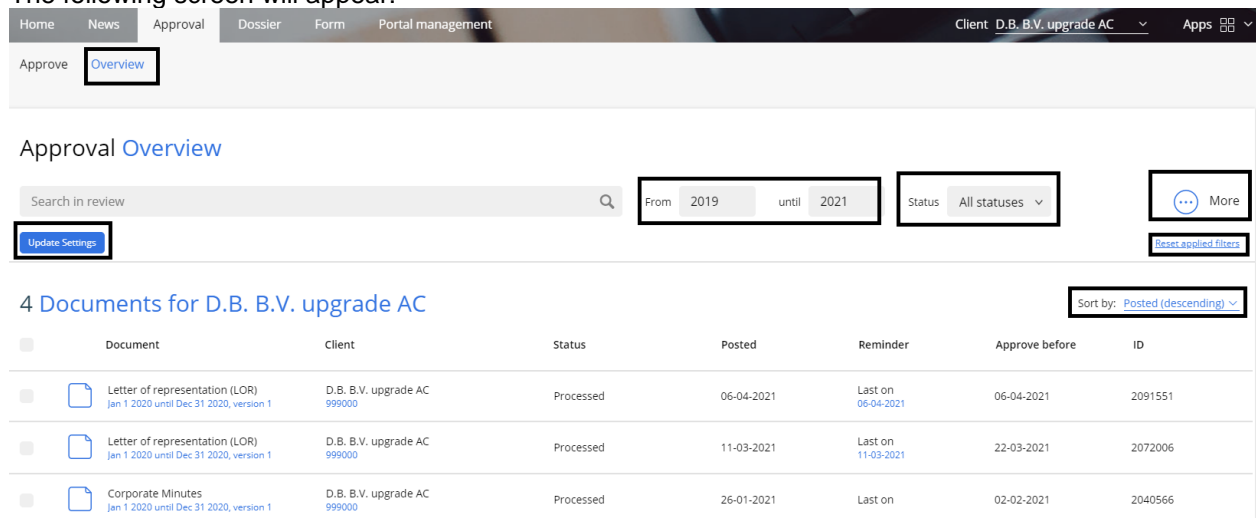 The following screen will appear:
Home News Approval Dossier Form Portal management Client D.B. B.V. upgrade AC Apps
Approve Overview
Approval Overview
Search in review From 2019 until 2021 Status All statuses More
Update Settings Reset applied filters
4 Documents for D.B. B.V. upgrade AC Sort by: Posted (descending)
Document Client Status Posted Reminder Approve before ID
Letter of representation (LOR) D.B. B.V. upgrade AC Processed 06-04-2021 Last on 06-04-2021 2091551
Jan 1 2020 until Dec 31 2020, version 1 999000 06-04-2021
Letter of representation (LOR) D.B. B.V. upgrade AC Processed 11-03-2021 Last on 22-03-2021 2072006
Jan 1 2020 until Dec 31 2020, version 1 999000 11-03-2021
Corporate Minutes D.B. B.V. upgrade AC Processed 26-01-2021 Last on 02-02-2021 2040566
Jan 1 2020 until Dec 31 2020, version 1 999000